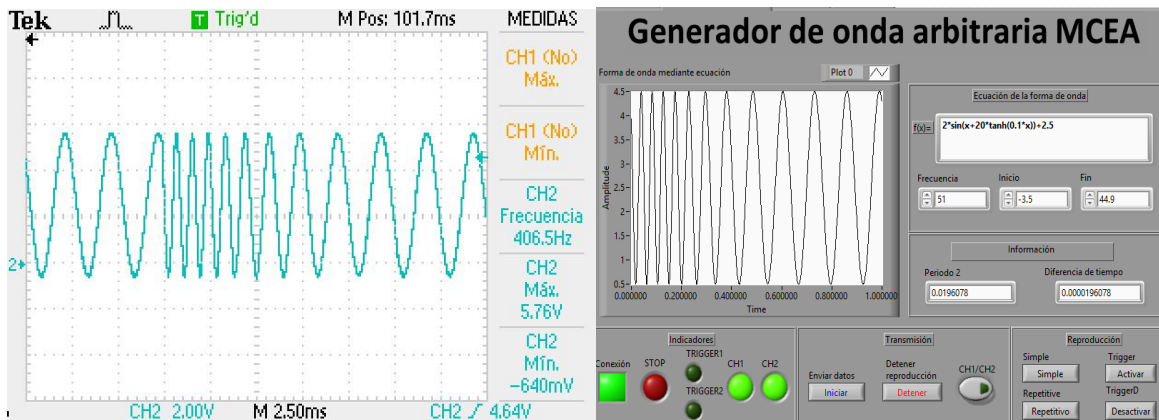 Tek
T Trig'd
M Pos: 101.7ms
MEDIDAS
CH1 (No)
Máx.
CH1 (No)
Mín.
CH2
Frecuencia
406.5Hz
CH2
Máx.
5.76V
CH2
Mín.
-640mV
2
CH2 2.00V
M 2.50ms
CH2 4.64V
Generador de onda arbitraria MCEA
Forma de onda mediante ecuación
Plot 0
Amplitude
4.5-
4-
3.5-
3-
2.5-
2-
1.5-
1-
0.5-
0.000000 0.200000 0.400000 0.600000 0.800000 1.000000
Time
Ecuación de la forma de onda
f(x)= 2*sin(x+20*tanh(0.1*x))+2.5
Frecuencia Inicio Fin
51 -3.5 44.9
Información
Periodo 2 Diferencia de tiempo
0.0196078 0.0000196078
Indicadores
Conexión STOP TRIGGER1 CH1 CH2
TRIGGER2
Transmisión
Enviar datos
Iniciar
Detener
reproducción
Detener
CH1/CH2
Reproducción
Simple Trigger
Simple Activar
Repetitive TriggerD
Repetitivo Desactivar